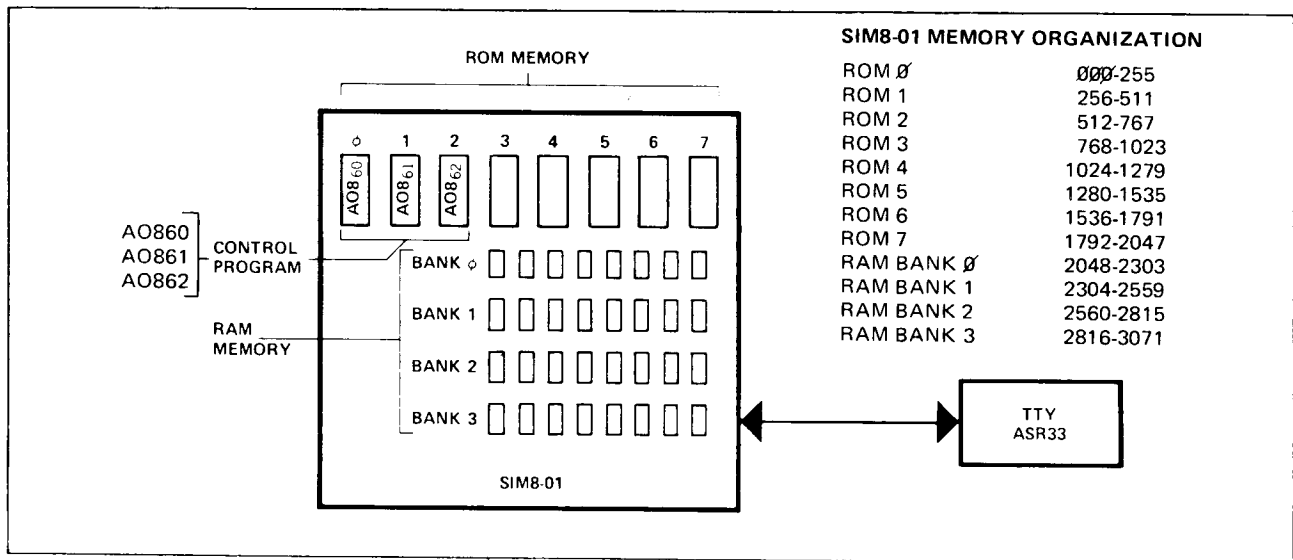 SIM8-01 MEMORY ORGANIZATION
ROM Ø ØØØ-255
ROM 1 256-511
ROM 2 512-767
ROM 3 768-1023
ROM 4 1024-1279
ROM 5 1280-1535
ROM 6 1536-1791
ROM 7 1792-2047
RAM BANK Ø 2048-2303
RAM BANK 1 2304-2559
RAM BANK 2 2560-2815
RAM BANK 3 2816-3071
ROM MEMORY
φ 1 2 3 4 5 6 7
AO860 AO861 AO862
AO860
AO861
AO862
CONTROL
PROGRAM
BANK φ
BANK 1
BANK 2
BANK 3
RAM
MEMORY
SIM8-01
TTY
ASR33